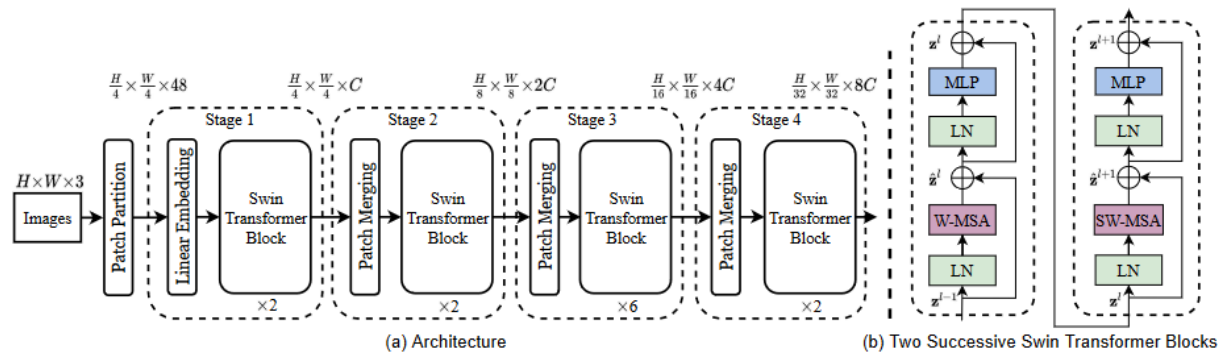 H/4 × W/4 × 48
H/4 × W/4 × C
H/8 × W/8 × 2C
H/16 × W/16 × 4C
H/32 × W/32 × 8C
Stage 1
Stage 2
Stage 3
Stage 4
H×W×3
Images
Patch Partition
Linear Embedding
Swin
Transformer
Block
×2
Patch Merging
Swin
Transformer
Block
×2
Patch Merging
Swin
Transformer
Block
×6
Patch Merging
Swin
Transformer
Block
×2
(a) Architecture
z^l
MLP
LN
ẑ^l
W-MSA
LN
z^{l-1}
z^{l+1}
MLP
LN
ẑ^{l+1}
SW-MSA
LN
z^l
(b) Two Successive Swin Transformer Blocks